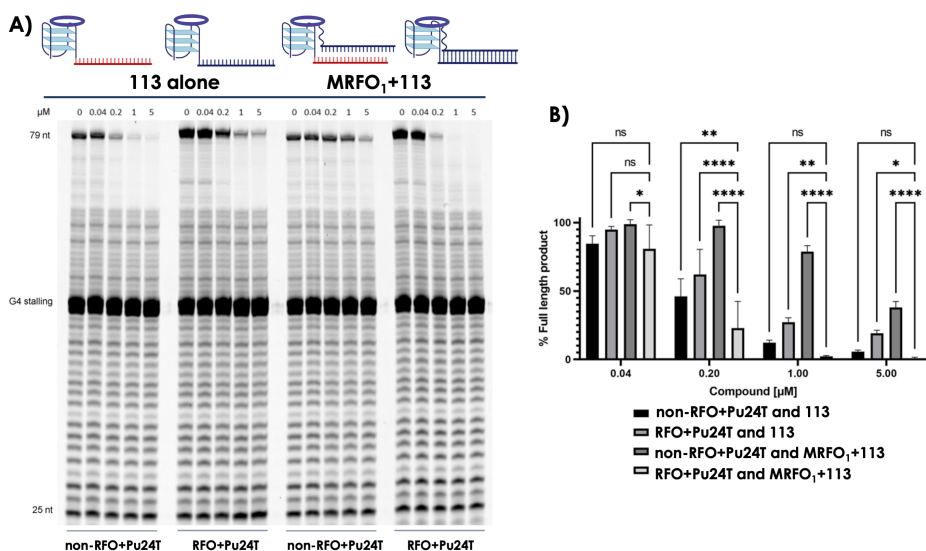 A)
113 alone
MRFO₁+113
μM
0 0.04 0.2 1 5
0 0.04 0.2 1 5
0 0.04 0.2 1 5
0 0.04 0.2 1 5
79 nt
G4 stalling
25 nt
non-RFO+Pu24T
RFO+Pu24T
non-RFO+Pu24T
RFO+Pu24T
B)
ns
**
ns
ns
ns
****
**
*
*
****
****
****
% Full length product
100
50
0
0.04
0.20
1.00
5.00
Compound [μM]
non-RFO+Pu24T and 113
RFO+Pu24T and 113
non-RFO+Pu24T and MRFO₁+113
RFO+Pu24T and MRFO₁+113